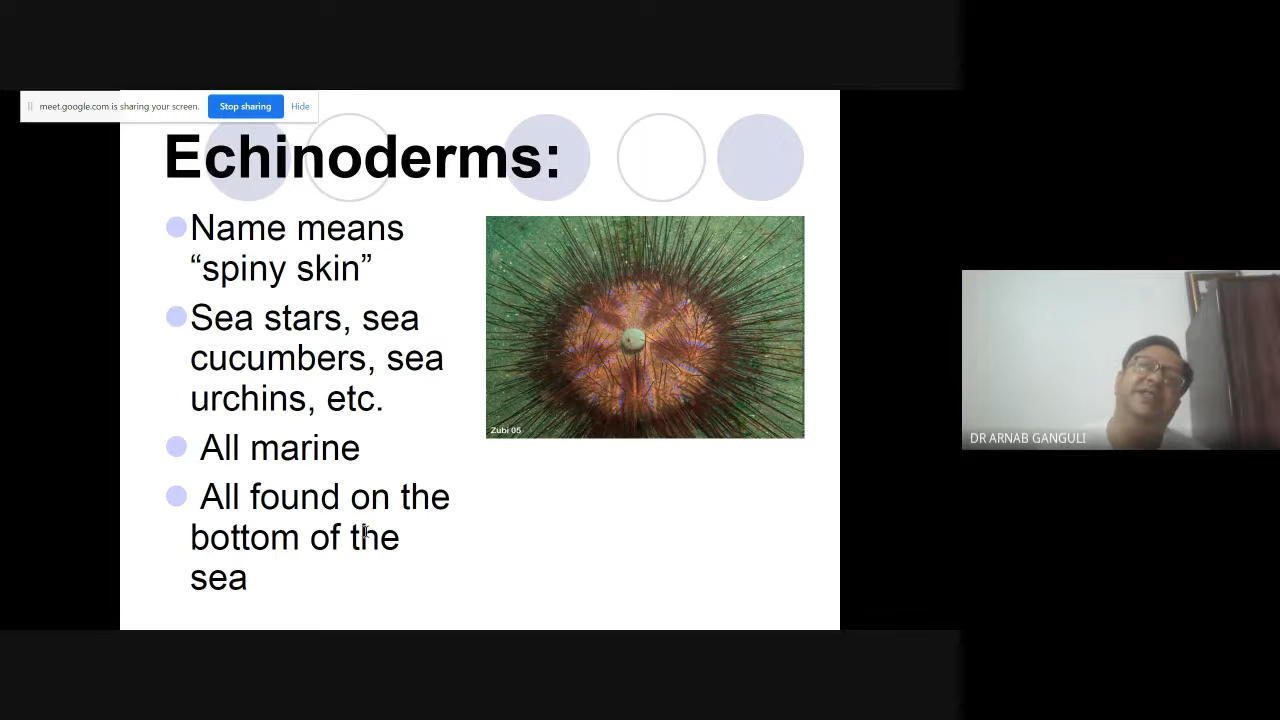 meet.google.com is sharing your screen.
Stop sharing
Hide
Echinoderms:
Name means
“spiny skin”
Sea stars, sea
cucumbers, sea
urchins, etc.
All marine
All found on the
bottom of the
sea
Zubi 05
DR ARNAB GANGULI